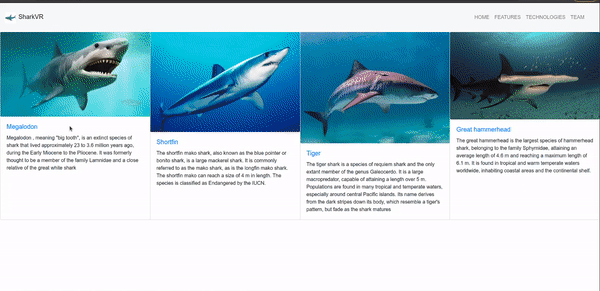 SharkVR
HOME FEATURES TECHNOLOGIES TEAM
Megalodon
Megalodon , meaning "big tooth", is an extinct species of
shark that lived approximately 23 to 3.6 million years ago,
during the Early Miocene to the Pliocene. It was formerly
thought to be a member of the family Lamnidae and a close
relative of the great white shark
Shortfin
The shortfin mako shark, also known as the blue pointer or
bonito shark, is a large mackerel shark. It is commonly
referred to as the mako shark, as is the longfin mako shark.
The shortfin mako can reach a size of 4 m in length. The
species is classified as Endangered by the IUCN.
Tiger
The tiger shark is a species of requiem shark and the only
extant member of the genus Galeocerdo. It is a large
macropredator, capable of attaining a length over 5 m.
Populations are found in many tropical and temperate waters,
especially around central Pacific islands. Its name derives
from the dark stripes down its body, which resemble a tiger's
pattern, but fade as the shark matures
Great hammerhead
The great hammerhead is the largest species of hammerhead
shark, belonging to the family Sphyrnidae, attaining an
average length of 4.6 m and reaching a maximum length of
6.1 m. It is found in tropical and warm temperate waters
worldwide, inhabiting coastal areas and the continental shelf.